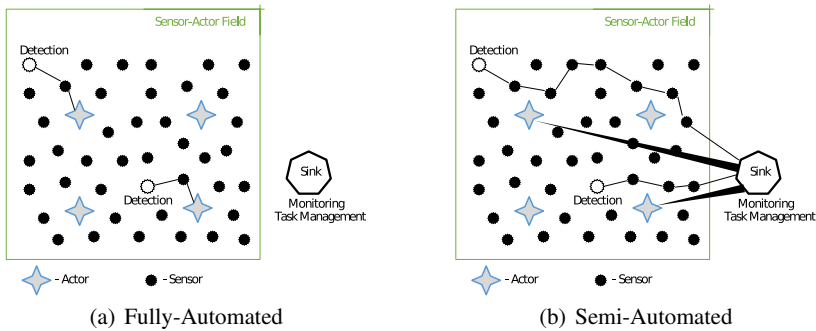 Sensor-Actor Field
Detection
Detection
Sink
Monitoring
Task Management
- Actor
- Sensor
(a) Fully-Automated
Sensor-Actor Field
Detection
Detection
Sink
Monitoring
Task Management
- Actor
- Sensor
(b) Semi-Automated